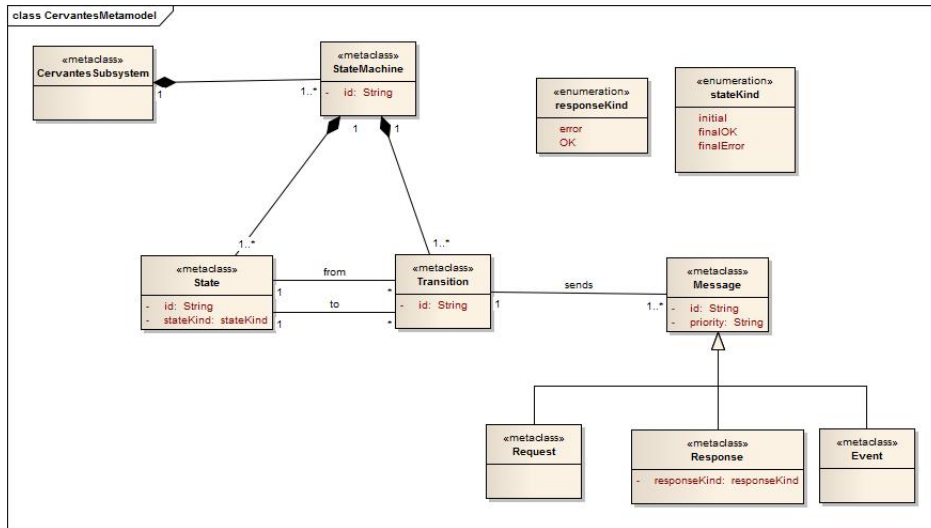 class CervantesMetamodel
«metaclass»
CervantesSubsystem
«metaclass»
StateMachine
- id: String
1
1..*
1
1
«enumeration»
responseKind
error
OK
«enumeration»
stateKind
initial
finalOK
finalError
1..*
1..*
«metaclass»
State
- id: String
- stateKind: stateKind
from
1
*
to
1
*
«metaclass»
Transition
- id: String
sends
1
1..*
«metaclass»
Message
- id: String
- priority: String
«metaclass»
Request
«metaclass»
Response
- responseKind: responseKind
«metaclass»
Event